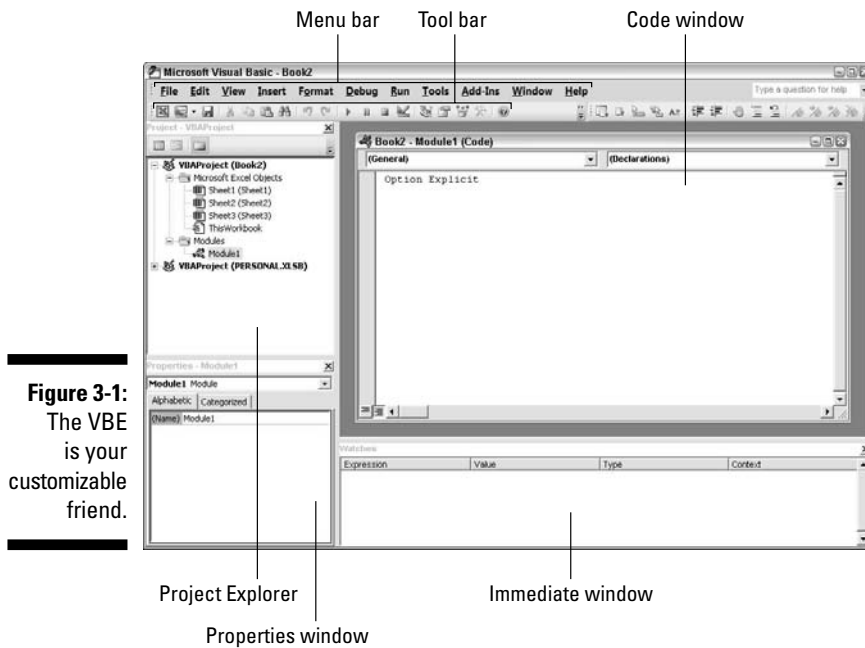 Menu bar Tool bar Code window
Microsoft Visual Basic - Book2
File Edit View Insert Format Debug Run Tools Add-Ins Window Help
Type a question for help
Project - VBAProject
VBAProject (Book2)
Microsoft Excel Objects
Sheet1 (Sheet1)
Sheet2 (Sheet2)
Sheet3 (Sheet3)
ThisWorkbook
Modules
Module1
VBAProject (PERSONAL.XLSB)
Book2 - Module1 (Code)
(General) (Declarations)
Option Explicit
Properties - Module1
Module1 Module
Alphabetic Categorized
(Name) Module1
Watches
Expression Value Type Context
Figure 3-1:
The VBE
is your
customizable
friend.
Project Explorer Immediate window
Properties window